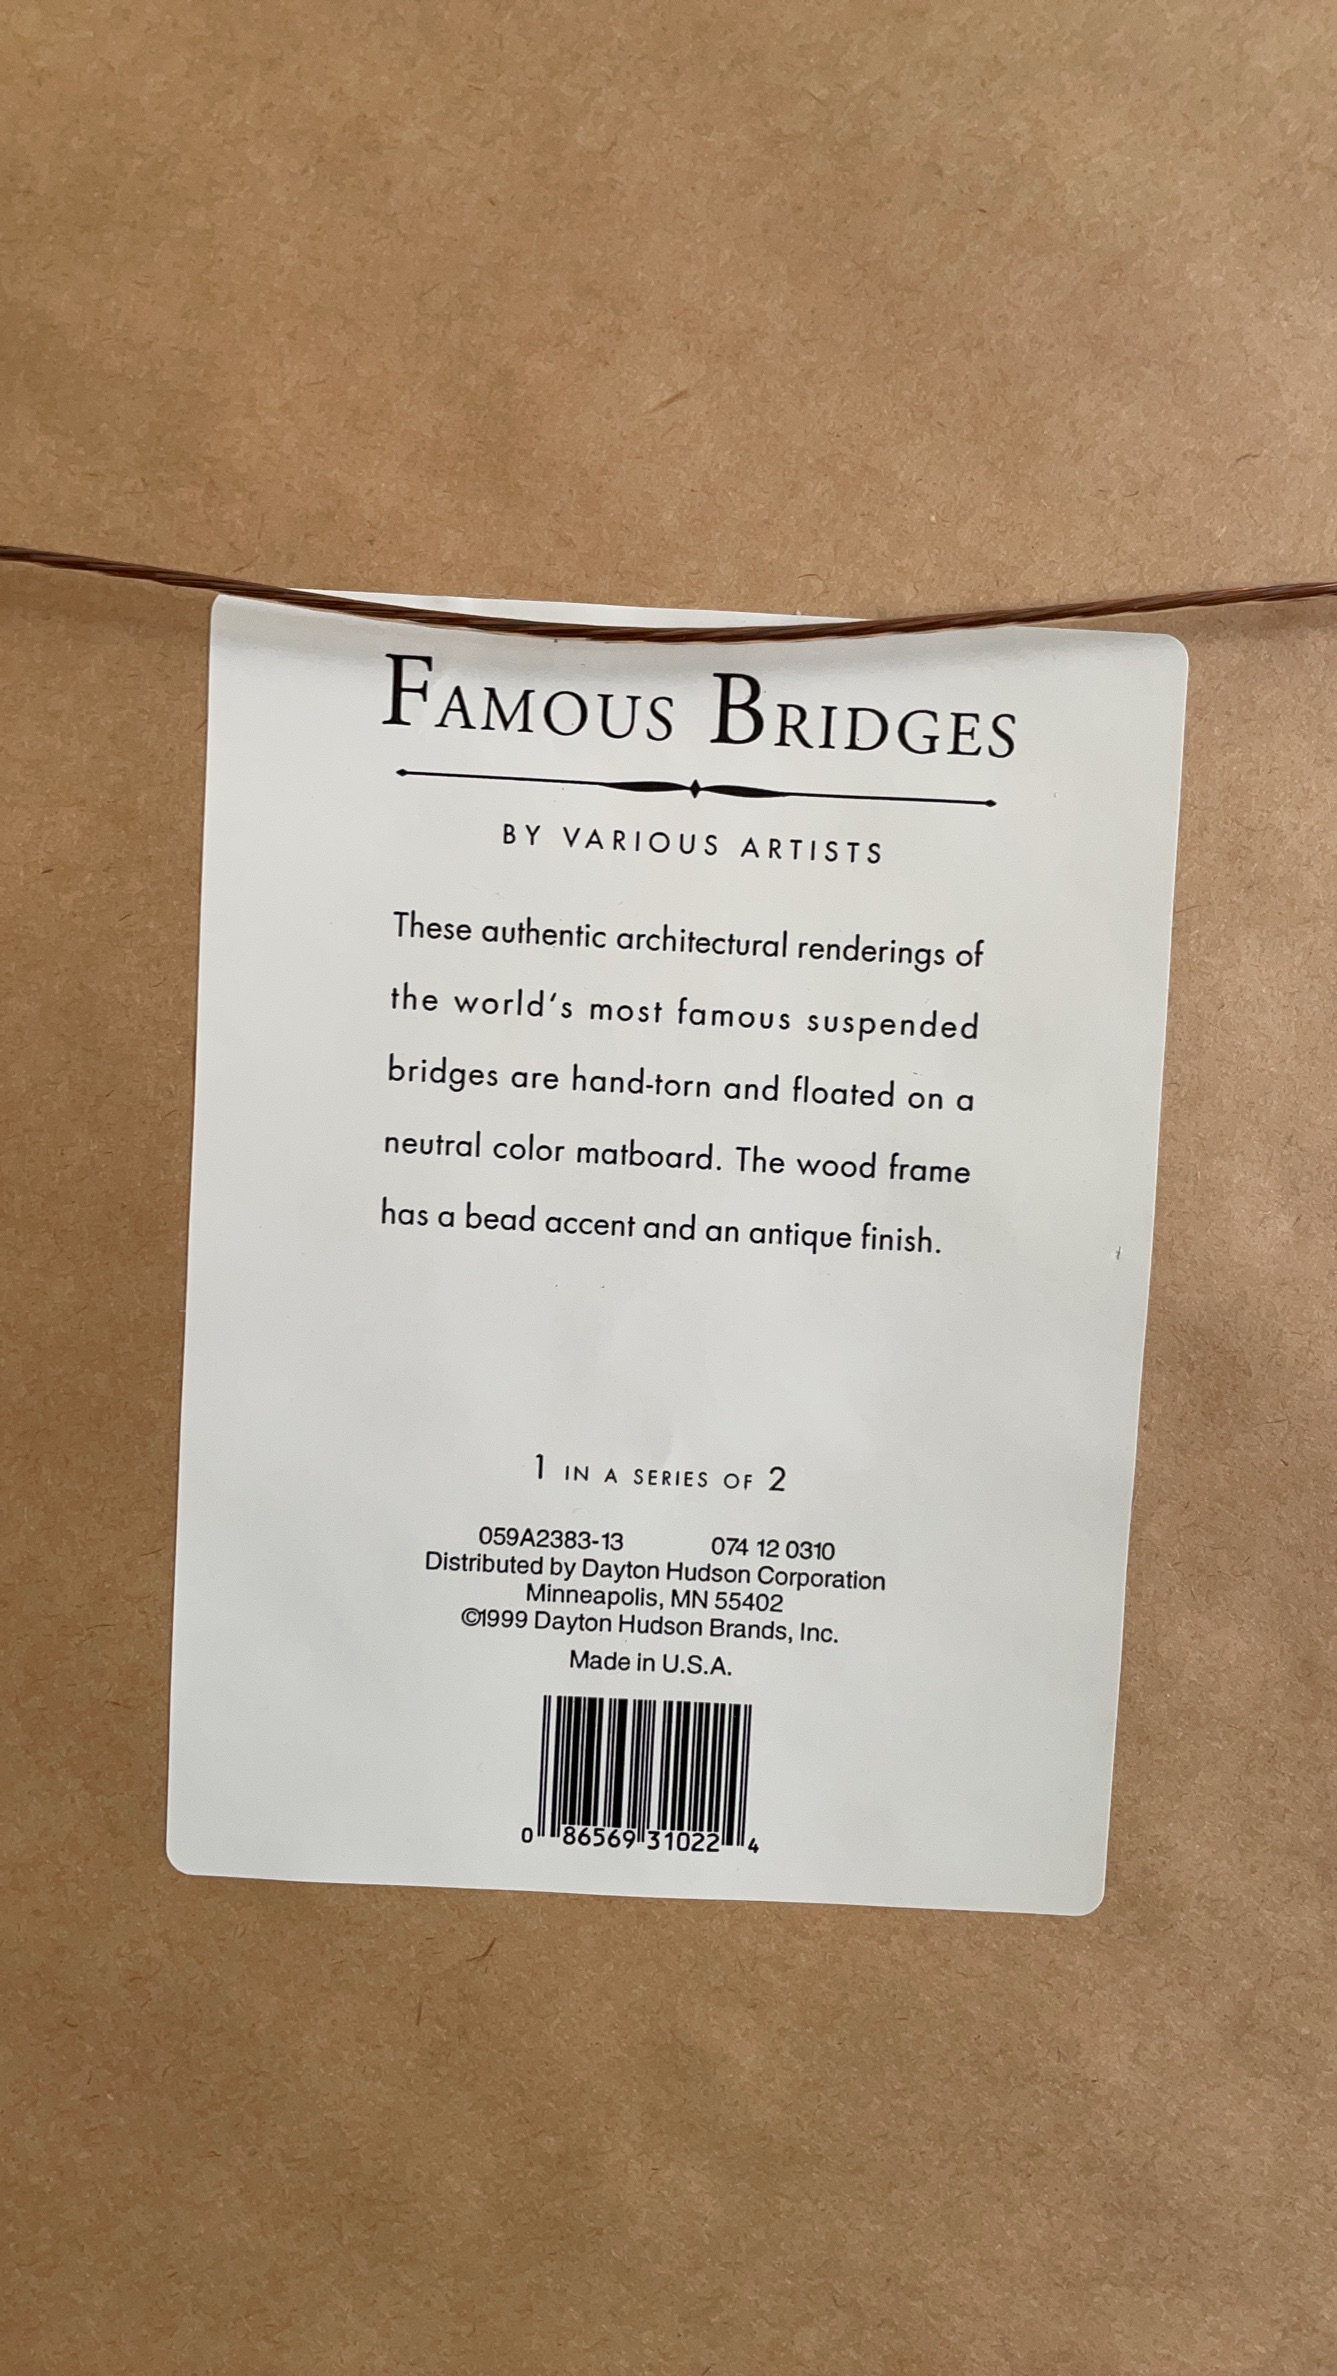 FAMOUS BRIDGES
BY VARIOUS ARTISTS
These authentic architectural renderings of
the world's most famous suspended
bridges are hand-torn and floated on a
neutral color matboard. The wood frame
has a bead accent and an antique finish.
1 IN A SERIES OF 2
059A2383-13 074 12 0310
Distributed by Dayton Hudson Corporation
Minneapolis, MN 55402
©1999 Dayton Hudson Brands, Inc.
Made in U.S.A.
0 86569 31022 4